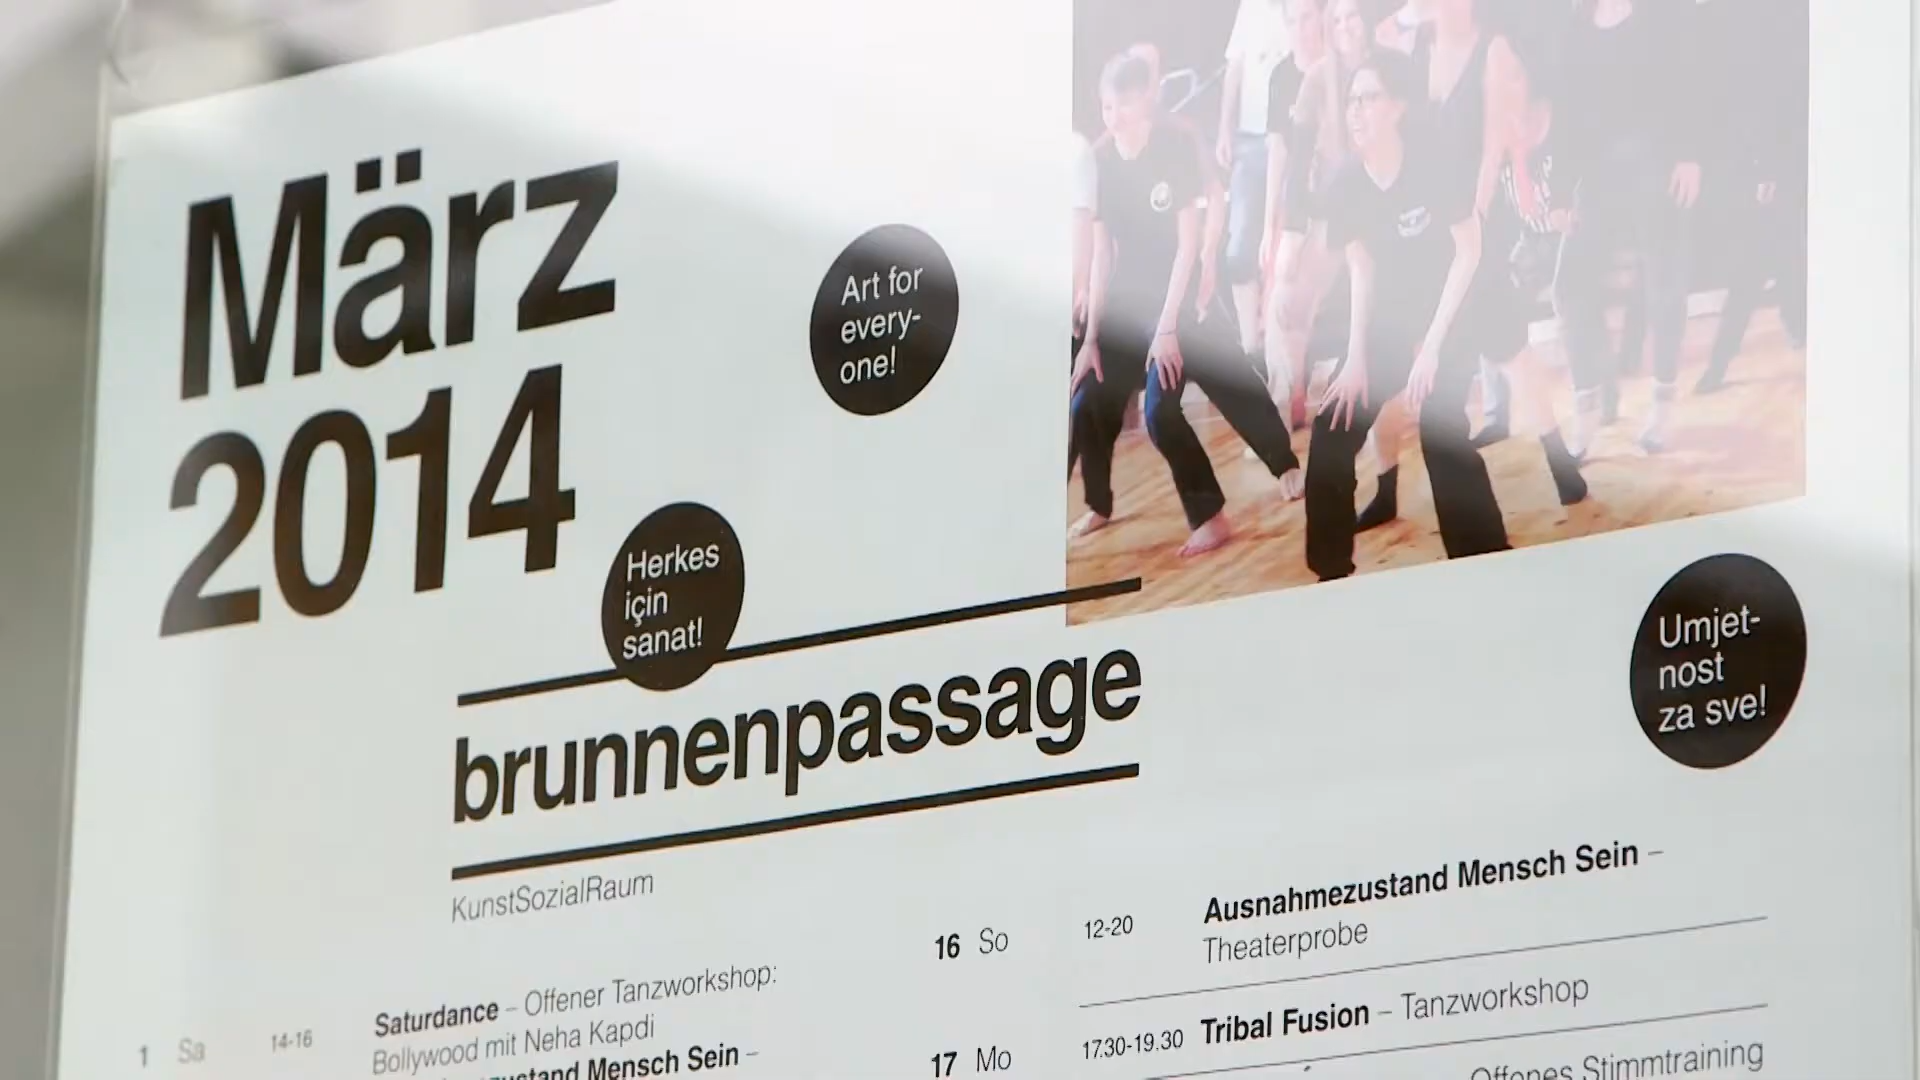 März
2014
Art for
every-
one!
Herkes
için
sanat!
brunnenpassage
KunstSozialRaum
Umjet-
nost
za sve!
1 Sa 14-16 Saturdance – Offener Tanzworkshop:
Bollywood mit Neha Kapdi
Mensch Sein –
16 So 12-20 Ausnahmezustand Mensch Sein –
Theaterprobe
17 Mo 17.30-19.30 Tribal Fusion – Tanzworkshop
Offenes Stimmtraining